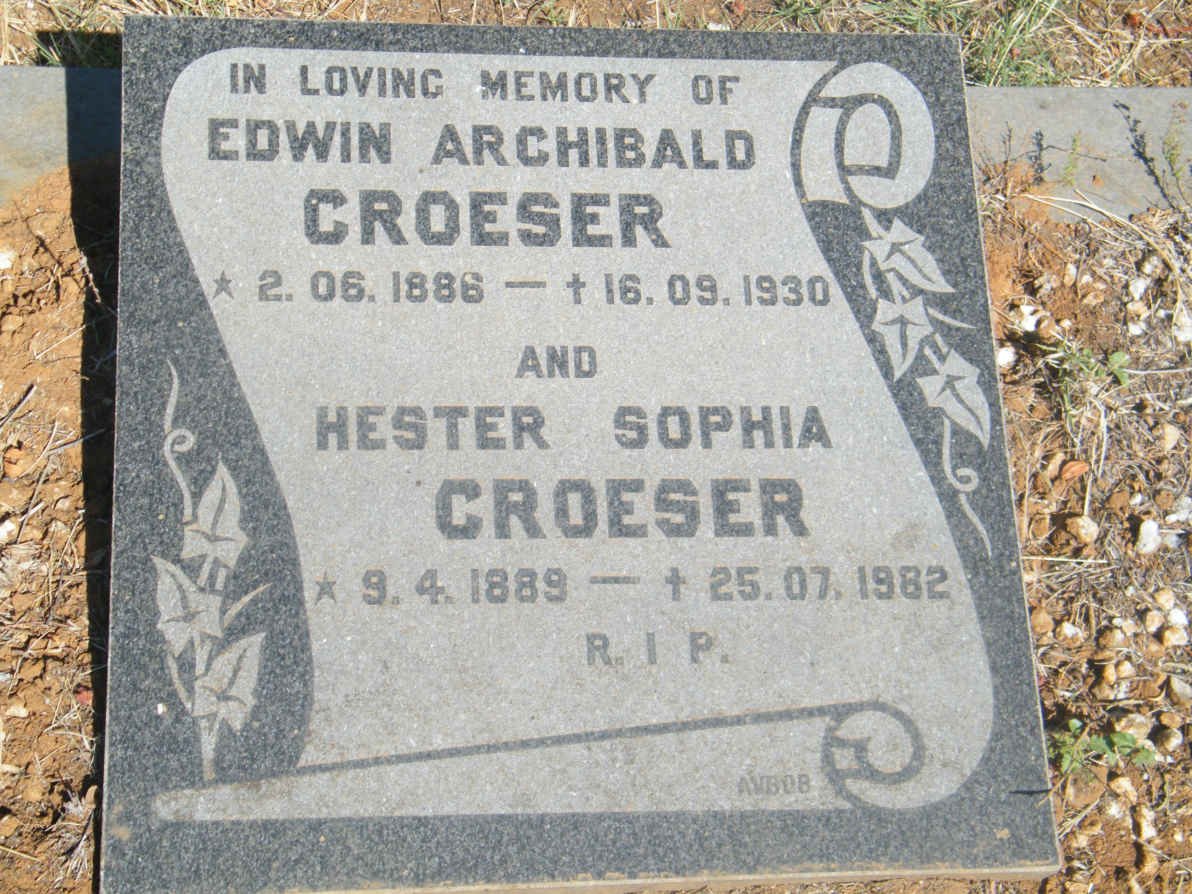 IN LOVING MEMORY OF
EDWIN ARCHIBALD
CROESER
★ 2. 06. 1886 — † 16. 09. 1930
AND
HESTER SOPHIA
CROESER
★ 9. 4. 1889 — † 25. 07. 1982
R. I P.
AVBOB